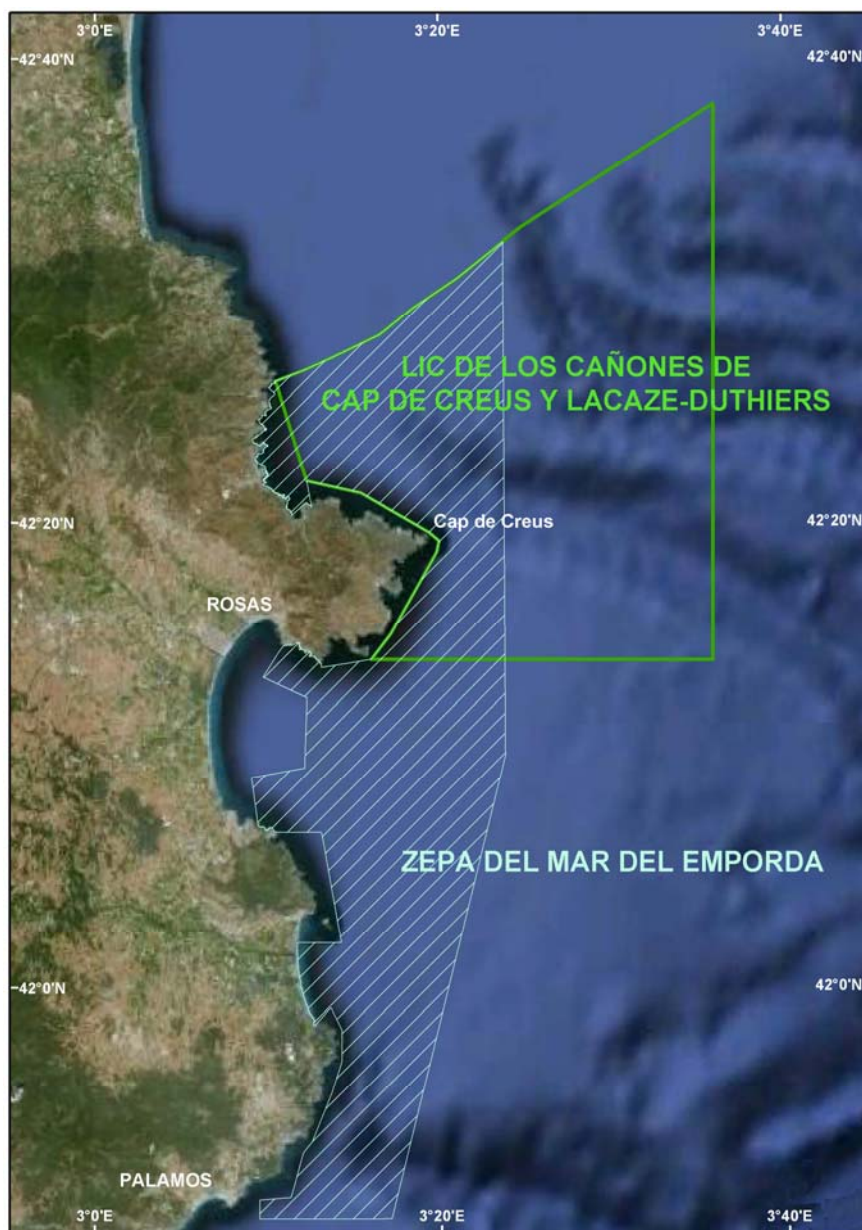 3°0'E
3°20'E
3°40'E
42°40'N
42°40'N
LIC DE LOS CAÑONES DE
CAP DE CREUS Y LACAZE-DUTHIERS
42°20'N
Cap de Creus
42°20'N
ROSAS
ZEPA DEL MAR DEL EMPORDA
42°0'N
42°0'N
PALAMOS
3°0'E
3°20'E
3°40'E